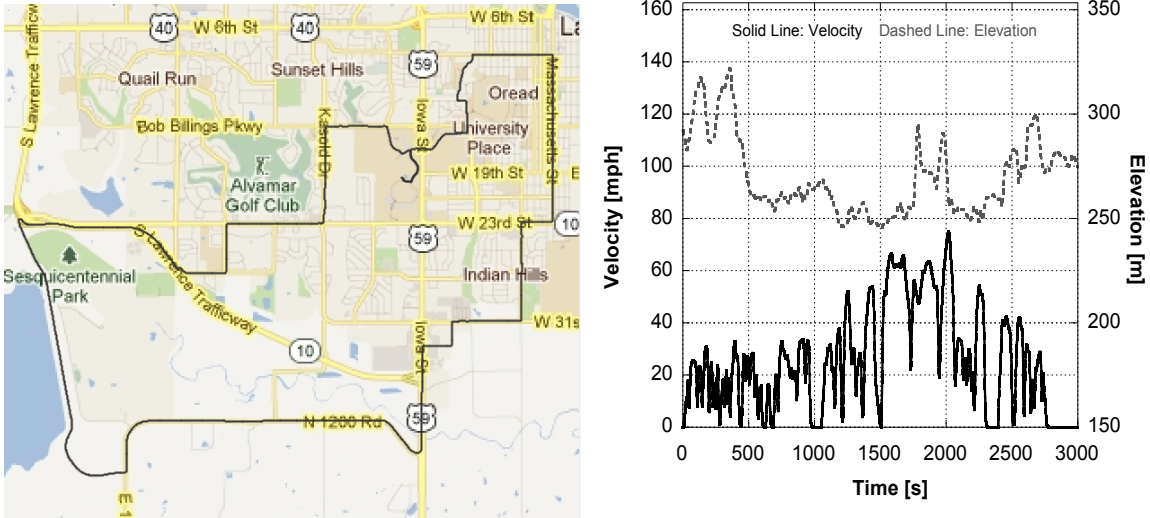 W 6th St
40
W 6th St
40
La
S Lawrence Trafficw
59
Quail Run
Sunset Hills
Oread
Massachusetts St
Kasold Dr
Iowa St
Bob Billings Pkwy
University
Place
W 19th St
E
Alvamar
Golf Club
W 23rd St
10
59
S Lawrence Trafficway
Sesquicentennial
Park
Indian Hills
W 31s
Iowa St
10
59
N 1200 Rd
E 1
Solid Line: Velocity Dashed Line: Elevation
160
140
120
100
80
60
40
20
0
Velocity [mph]
350
300
250
200
150
Elevation [m]
0 500 1000 1500 2000 2500 3000
Time [s]